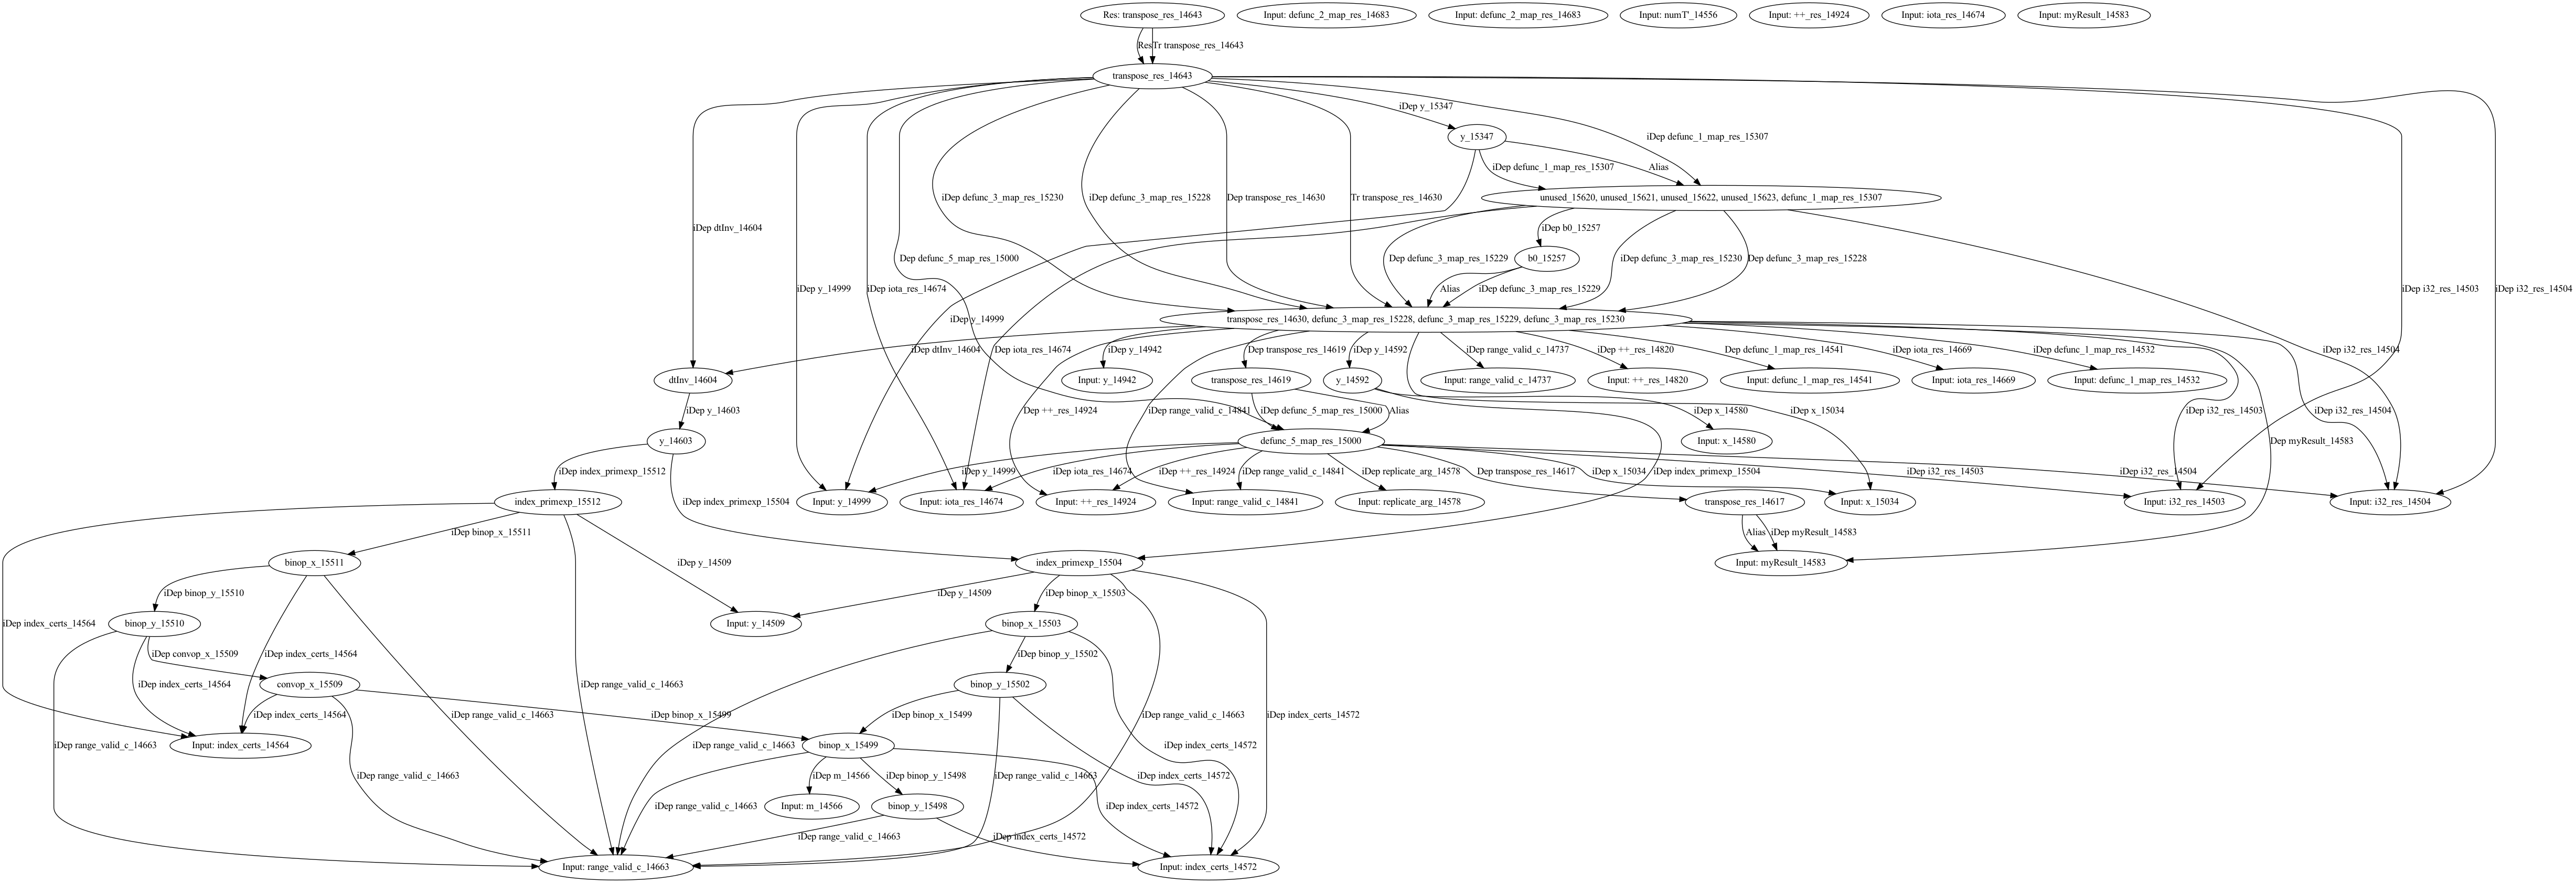 Res: transpose_res_14643
Input: defunc_2_map_res_14683
Input: defunc_2_map_res_14683
Input: numT'_14556
Input: ++_res_14924
Input: iota_res_14674
Input: myResult_14583
Res
Tr transpose_res_14643
transpose_res_14643
iDep y_15347
y_15347
iDep defunc_1_map_res_15307
iDep defunc_1_map_res_15307
Alias
iDep defunc_3_map_res_15230
iDep defunc_3_map_res_15228
Dep transpose_res_14630
Tr transpose_res_14630
unused_15620, unused_15621, unused_15622, unused_15623, defunc_1_map_res_15307
iDep dtInv_14604
iDep b0_15257
Dep defunc_5_map_res_15000
Dep defunc_3_map_res_15229
b0_15257
iDep defunc_3_map_res_15230
Dep defunc_3_map_res_15228
iDep y_14999
iDep iota_res_14674
Alias
iDep defunc_3_map_res_15229
iDep i32_res_14503
iDep i32_res_14504
iDep y_14999
transpose_res_14630, defunc_3_map_res_15228, defunc_3_map_res_15229, defunc_3_map_res_15230
iDep dtInv_14604
Dep iota_res_14674
iDep y_14942
Dep transpose_res_14619
iDep y_14592
iDep range_valid_c_14737
iDep ++_res_14820
Dep defunc_1_map_res_14541
iDep iota_res_14669
iDep defunc_1_map_res_14532
iDep i32_res_14504
dtInv_14604
Input: y_14942
transpose_res_14619
y_14592
Input: range_valid_c_14737
Input: ++_res_14820
Input: defunc_1_map_res_14541
Input: iota_res_14669
Input: defunc_1_map_res_14532
iDep y_14603
Dep ++_res_14924
iDep range_valid_c_14841
iDep defunc_5_map_res_15000
Alias
iDep x_14580
iDep x_15034
iDep i32_res_14503
iDep i32_res_14504
y_14603
defunc_5_map_res_15000
Input: x_14580
Dep myResult_14583
iDep index_primexp_15512
iDep y_14999
iDep iota_res_14674
iDep ++_res_14924
iDep range_valid_c_14841
iDep replicate_arg_14578
Dep transpose_res_14617
iDep x_15034
iDep index_primexp_15504
iDep i32_res_14503
iDep i32_res_14504
index_primexp_15512
iDep index_primexp_15504
Input: y_14999
Input: iota_res_14674
Input: ++_res_14924
Input: range_valid_c_14841
Input: replicate_arg_14578
transpose_res_14617
Input: x_15034
Input: i32_res_14503
Input: i32_res_14504
iDep binop_x_15511
Alias
iDep myResult_14583
binop_x_15511
iDep y_14509
index_primexp_15504
Input: myResult_14583
iDep binop_y_15510
iDep y_14509
iDep binop_x_15503
iDep index_certs_14564
binop_y_15510
Input: y_14509
binop_x_15503
iDep convop_x_15509
iDep index_certs_14564
iDep binop_y_15502
iDep index_certs_14564
convop_x_15509
iDep range_valid_c_14663
binop_y_15502
iDep index_certs_14564
iDep range_valid_c_14663
iDep binop_x_15499
iDep binop_x_15499
iDep range_valid_c_14663
iDep index_certs_14572
iDep range_valid_c_14663
Input: index_certs_14564
iDep range_valid_c_14663
binop_x_15499
iDep index_certs_14572
iDep range_valid_c_14663
iDep m_14566
iDep binop_y_15498
iDep range_valid_c_14663
iDep index_certs_14572
iDep range_valid_c_14663
Input: m_14566
binop_y_15498
iDep index_certs_14572
iDep range_valid_c_14663
iDep index_certs_14572
Input: range_valid_c_14663
Input: index_certs_14572